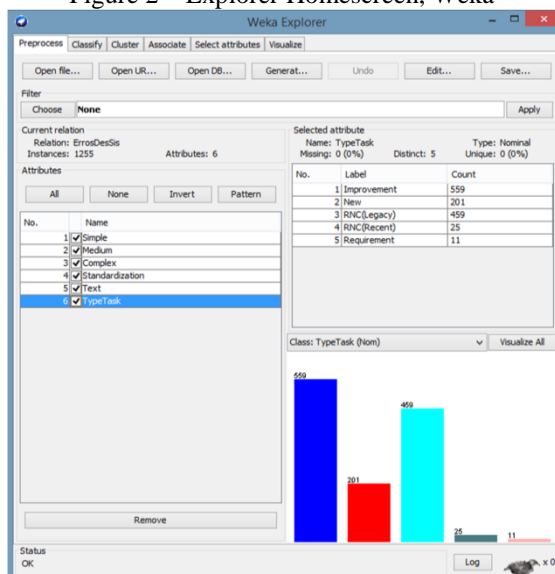 Figure 2 – Explorer Homescreen, Weka
Weka Explorer
Preprocess Classify Cluster Associate Select attributes Visualize
Open file... Open UR... Open DB... Generat... Undo Edit... Save...
Filter
Choose None Apply
Current relation
Relation: ErrosDesSis
Instances: 1255 Attributes: 6
Attributes
All None Invert Pattern
No. Name
1 Simple
2 Medium
3 Complex
4 Standardization
5 Text
6 TypeTask
Remove
Selected attribute
Name: TypeTask Type: Nominal
Missing: 0 (0%) Distinct: 5 Unique: 0 (0%)
No. Label Count
1 Improvement 559
2 New 201
3 RNC(Legacy) 459
4 RNC(Recent) 25
5 Requirement 11
Class: TypeTask (Nom) Visualize All
559
201
459
25
11
Status
OK Log x 0